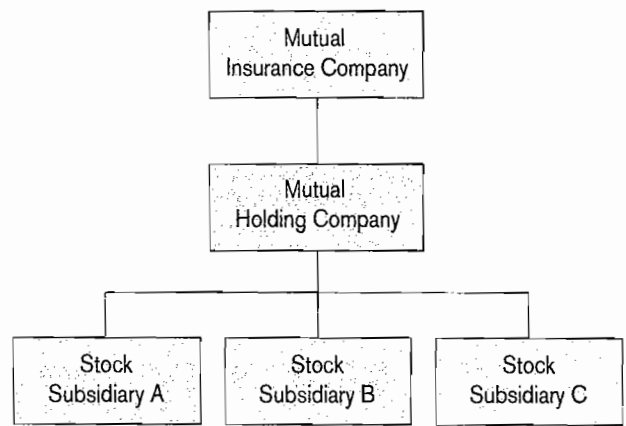 Mutual
Insurance Company
Mutual
Holding Company
Stock
Subsidiary A
Stock
Subsidiary B
Stock
Subsidiary C